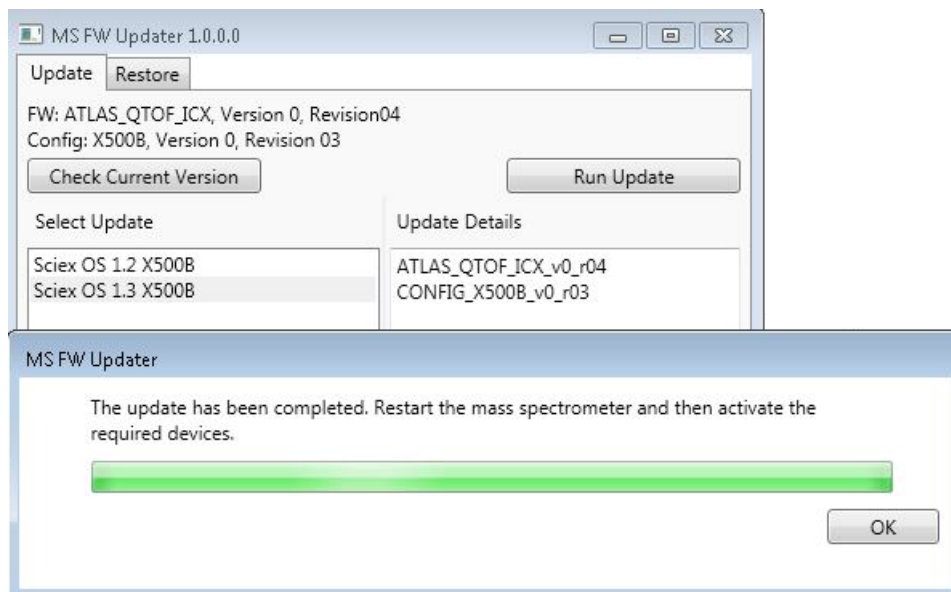 MS FW Updater 1.0.0.0
Update
Restore
FW: ATLAS_QTOF_ICX, Version 0, Revision04
Config: X500B, Version 0, Revision 03
Check Current Version
Run Update
Select Update
Update Details
Sciex OS 1.2 X500B
Sciex OS 1.3 X500B
ATLAS_QTOF_ICX_v0_r04
CONFIG_X500B_v0_r03
MS FW Updater
The update has been completed. Restart the mass spectrometer and then activate the
required devices.
OK